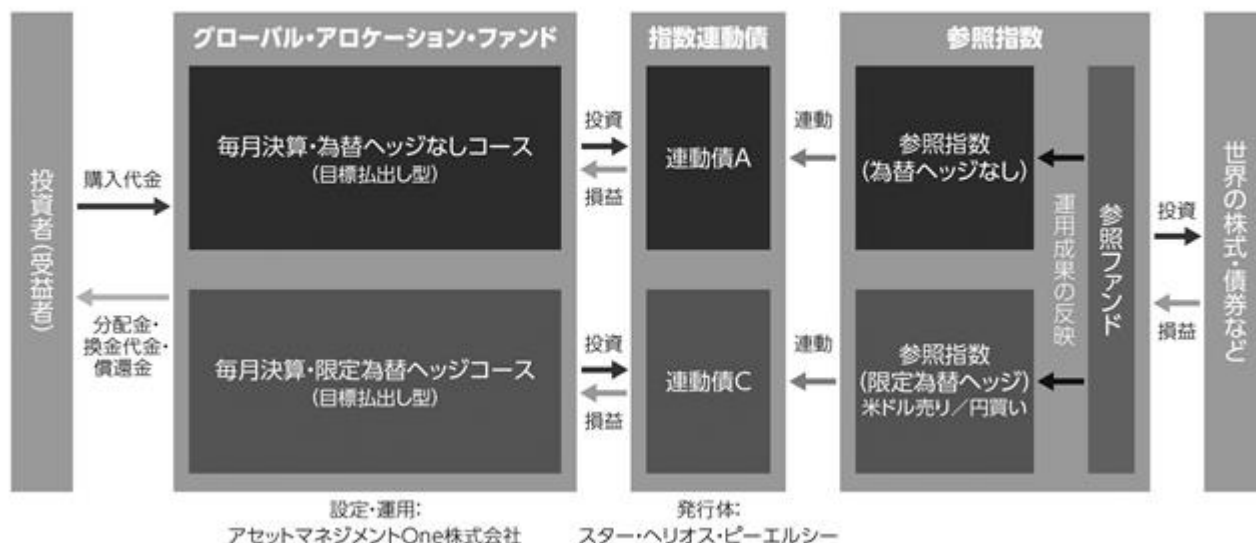 グローバル・アロケーション・ファンド
指数連動債
参照指数
投資者(受益者)
購入代金
分配金・
換金代金・
償還金
毎月決算・為替ヘッジなしコース
(目標払出し型)
投資
損益
連動債A
連動
参照指数
(為替ヘッジなし)
毎月決算・限定為替ヘッジコース
(目標払出し型)
投資
損益
連動債C
連動
参照指数
(限定為替ヘッジ)
米ドル売り/円買い
運用成果の反映
参照ファンド
投資
損益
世界の株式・債券など
設定・運用:
アセットマネジメントOne株式会社
発行体:
スター・ヘリオス・ピーエルシー